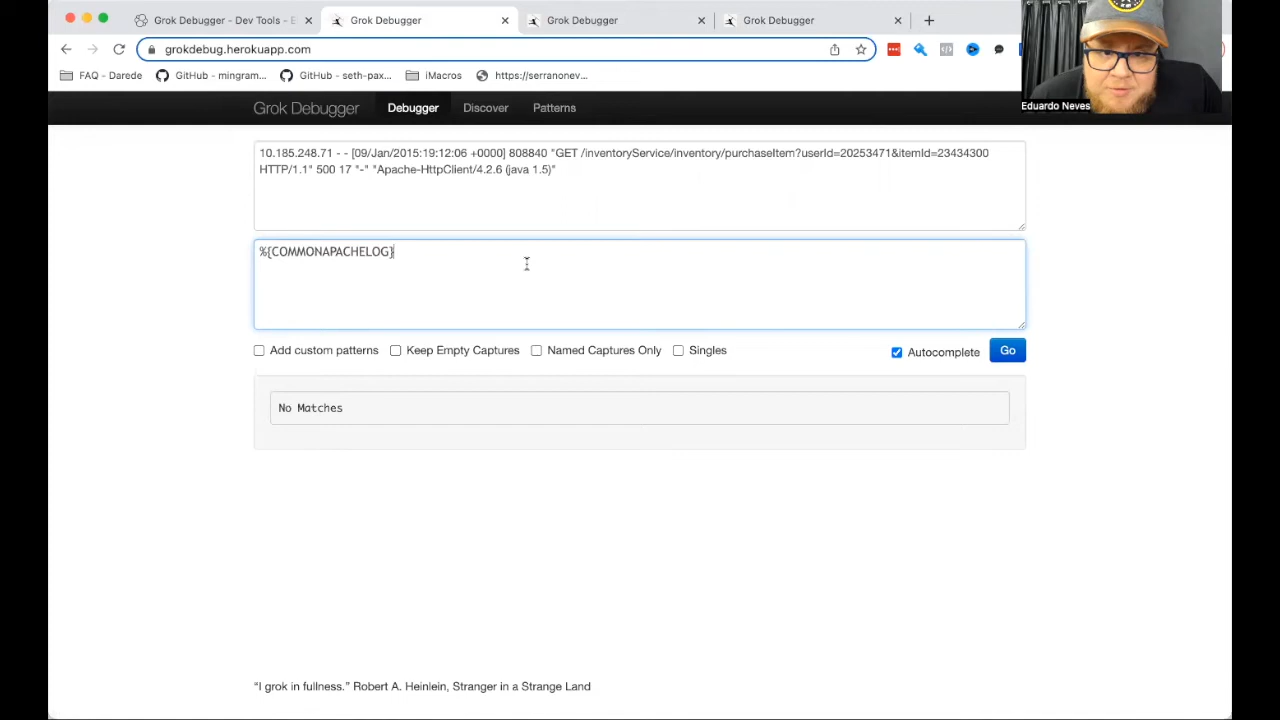 Grok Debugger - Dev Tools - E
Grok Debugger
Grok Debugger
Grok Debugger
grokdebug.herokuapp.com
FAQ - Darede
GitHub - mingram...
GitHub - seth-pax...
iMacros
https://serranonev...
Eduardo Neves
Grok Debugger
Debugger
Discover
Patterns
10.185.248.71 - - [09/Jan/2015:19:12:06 +0000] 808840 "GET /inventoryService/inventory/purchaseItem?userId=20253471&itemId=23434300
HTTP/1.1" 500 17 "-" "Apache-HttpClient/4.2.6 (java 1.5)"
%{COMMONAPACHELOG}
Add custom patterns
Keep Empty Captures
Named Captures Only
Singles
Autocomplete
Go
No Matches
“I grok in fullness.” Robert A. Heinlein, Stranger in a Strange Land